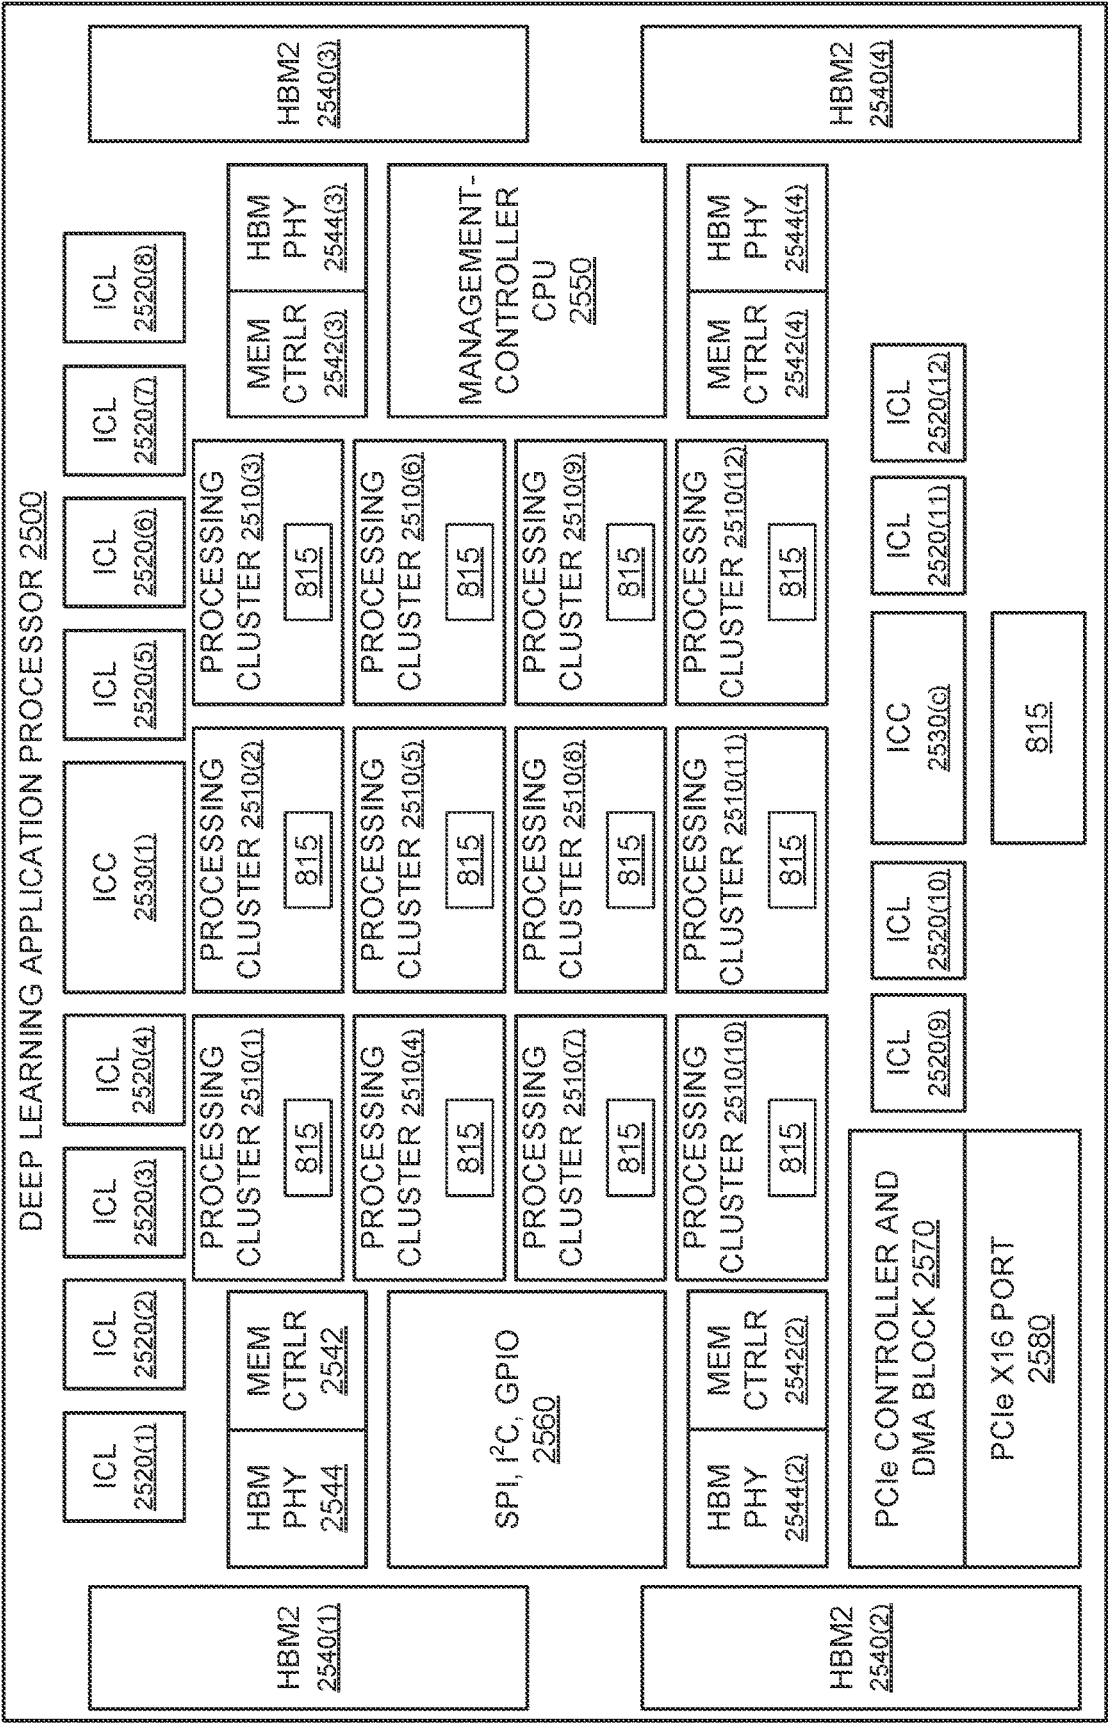 DEEP LEARNING APPLICATION PROCESSOR 2500
ICL
2520(1)
ICL
2520(2)
ICL
2520(3)
ICL
2520(4)
ICC
2530(1)
ICL
2520(5)
ICL
2520(6)
ICL
2520(7)
ICL
2520(8)
HBM2
2540(1)
HBM
PHY
2544
MEM
CTRLR
2542
PROCESSING
CLUSTER 2510(1)
815
PROCESSING
CLUSTER 2510(2)
815
PROCESSING
CLUSTER 2510(3)
815
MEM
CTRLR
2542(3)
HBM
PHY
2544(3)
HBM2
2540(3)
SPI, I²C, GPIO
2560
PROCESSING
CLUSTER 2510(4)
815
PROCESSING
CLUSTER 2510(5)
815
PROCESSING
CLUSTER 2510(6)
815
MANAGEMENT-
CONTROLLER
CPU
2550
PROCESSING
CLUSTER 2510(7)
815
PROCESSING
CLUSTER 2510(8)
815
PROCESSING
CLUSTER 2510(9)
815
HBM2
2540(2)
HBM
PHY
2544(2)
MEM
CTRLR
2542(2)
PROCESSING
CLUSTER 2510(10)
815
PROCESSING
CLUSTER 2510(11)
815
PROCESSING
CLUSTER 2510(12)
815
MEM
CTRLR
2542(4)
HBM
PHY
2544(4)
HBM2
2540(4)
PCIe CONTROLLER AND
DMA BLOCK 2570
PCIe X16 PORT
2580
ICL
2520(9)
ICL
2520(10)
ICC
2530(c)
ICL
2520(11)
ICL
2520(12)
815